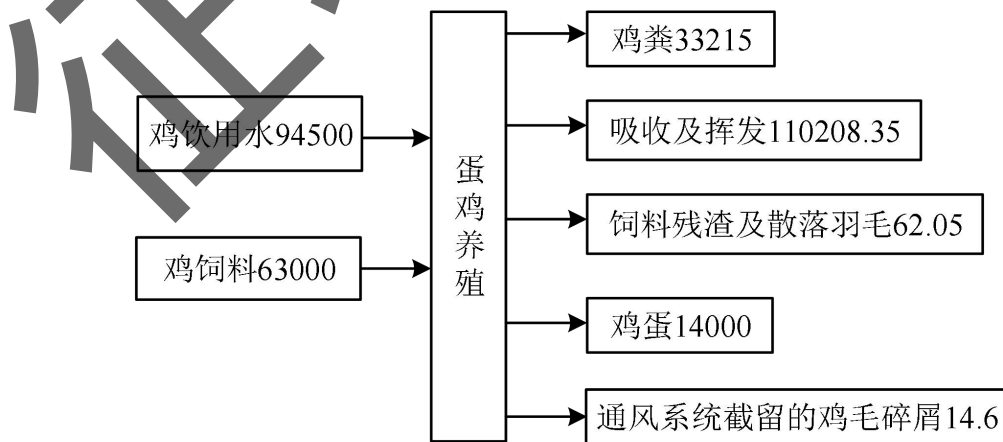 鸡饮用水94500
鸡饲料63000
蛋鸡养殖
鸡粪33215
吸收及挥发110208.35
饲料残渣及散落羽毛62.05
鸡蛋14000
通风系统截留的鸡毛碎屑14.6